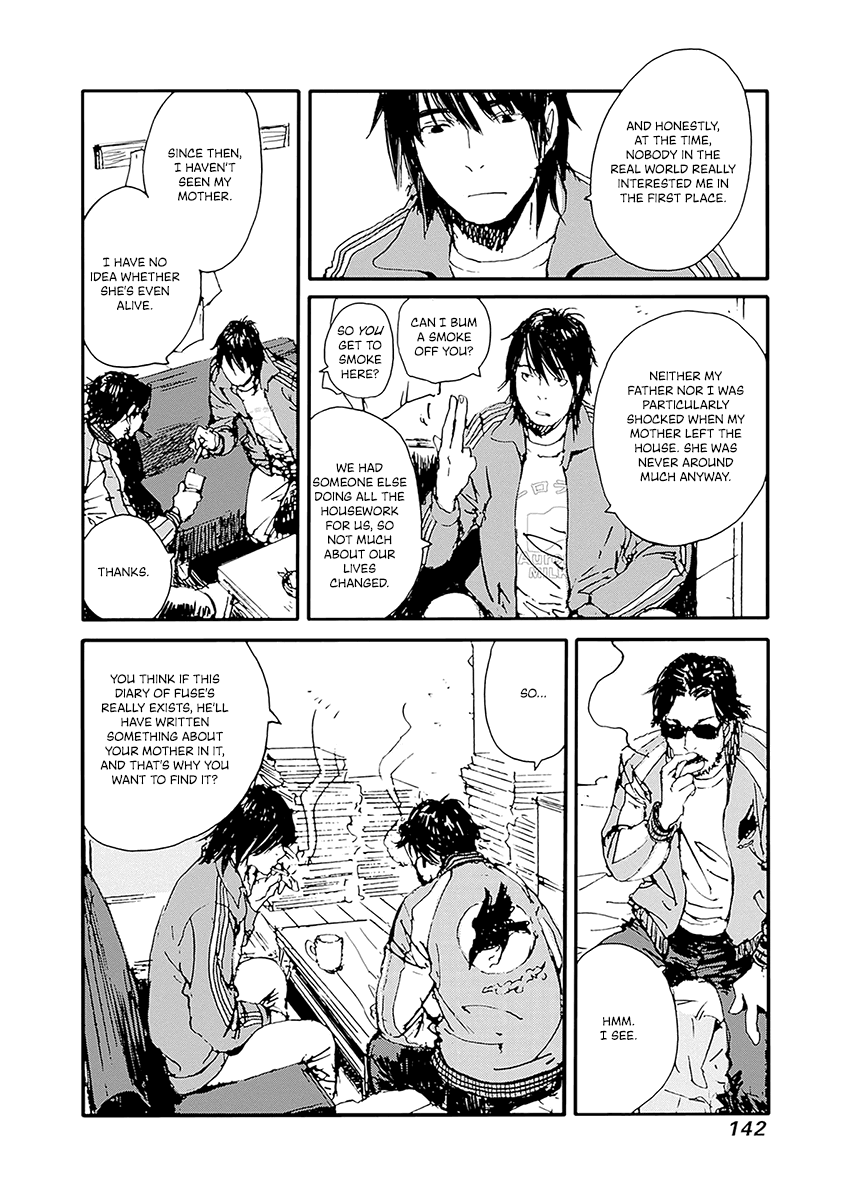 AND HONESTLY,
AT THE TIME,
NOBODY IN THE
REAL WORLD REALLY
INTERESTED ME IN
THE FIRST PLACE.
NEITHER MY
FATHER NOR I WAS
PARTICULARLY
SHOCKED WHEN MY
MOTHER LEFT THE
HOUSE. SHE WAS
NEVER AROUND
MUCH ANYWAY.
CAN I BUM
A SMOKE
OFF YOU?
SO YOU
GET TO
SMOKE
HERE?
WE HAD
SOMEONE ELSE
DOING ALL THE
HOUSEWORK
FOR US, SO
NOT MUCH
ABOUT OUR
LIVES
CHANGED.
SINCE THEN,
I HAVEN'T
SEEN MY
MOTHER.
I HAVE NO
IDEA WHETHER
SHE'S EVEN
ALIVE.
THANKS.
HMM.
I SEE.
SO...
YOU THINK IF THIS
DIARY OF FUSE'S
REALLY EXISTS, HE'LL
HAVE WRITTEN
SOMETHING ABOUT
YOUR MOTHER IN IT,
AND THAT'S WHY YOU
WANT TO FIND IT?
142